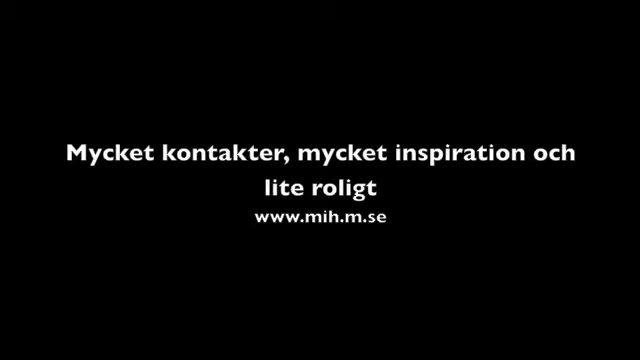 Mycket kontakter, mycket inspiration och
lite roligt
www.mih.m.se